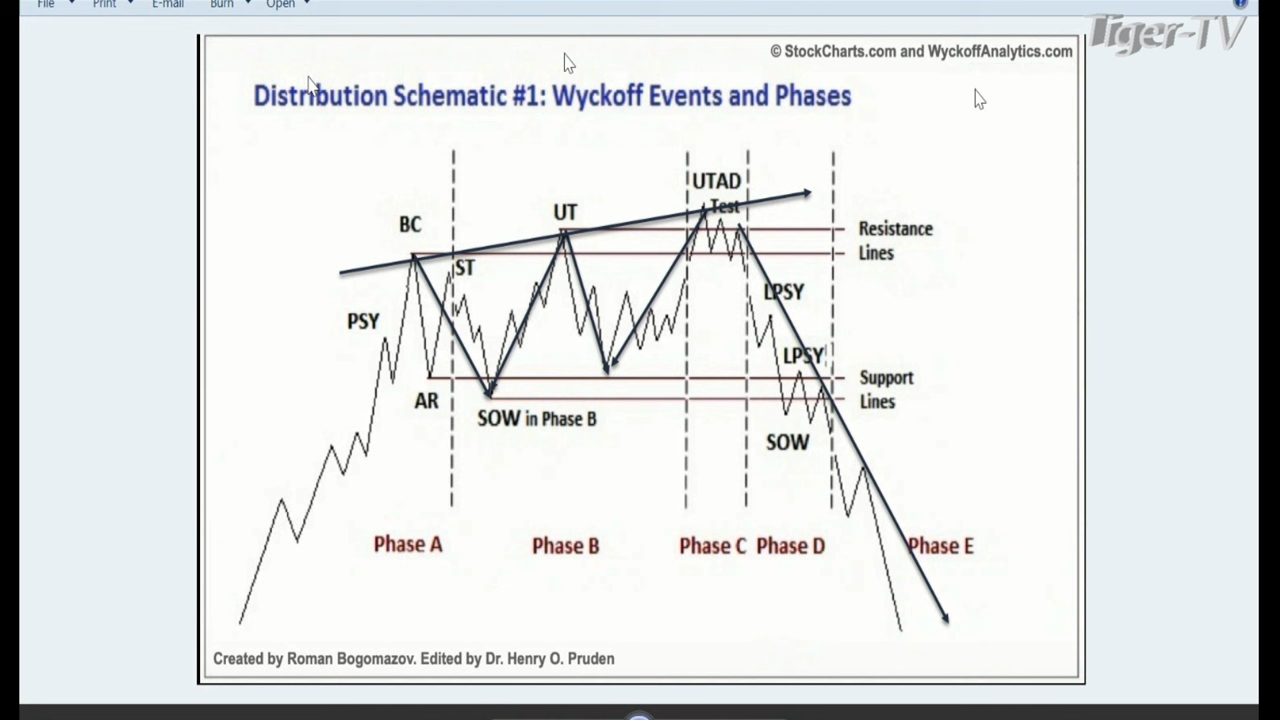 File Print E-mail Burn Open
Tiger-TV
© StockCharts.com and WyckoffAnalytics.com
Distribution Schematic #1: Wyckoff Events and Phases
UTAD
Test
BC
UT
Resistance
Lines
ST
LPSY
PSY
LPSY
Support
Lines
AR
SOW in Phase B
SOW
Phase A Phase B Phase C Phase D Phase E
Created by Roman Bogomazov. Edited by Dr. Henry O. Pruden